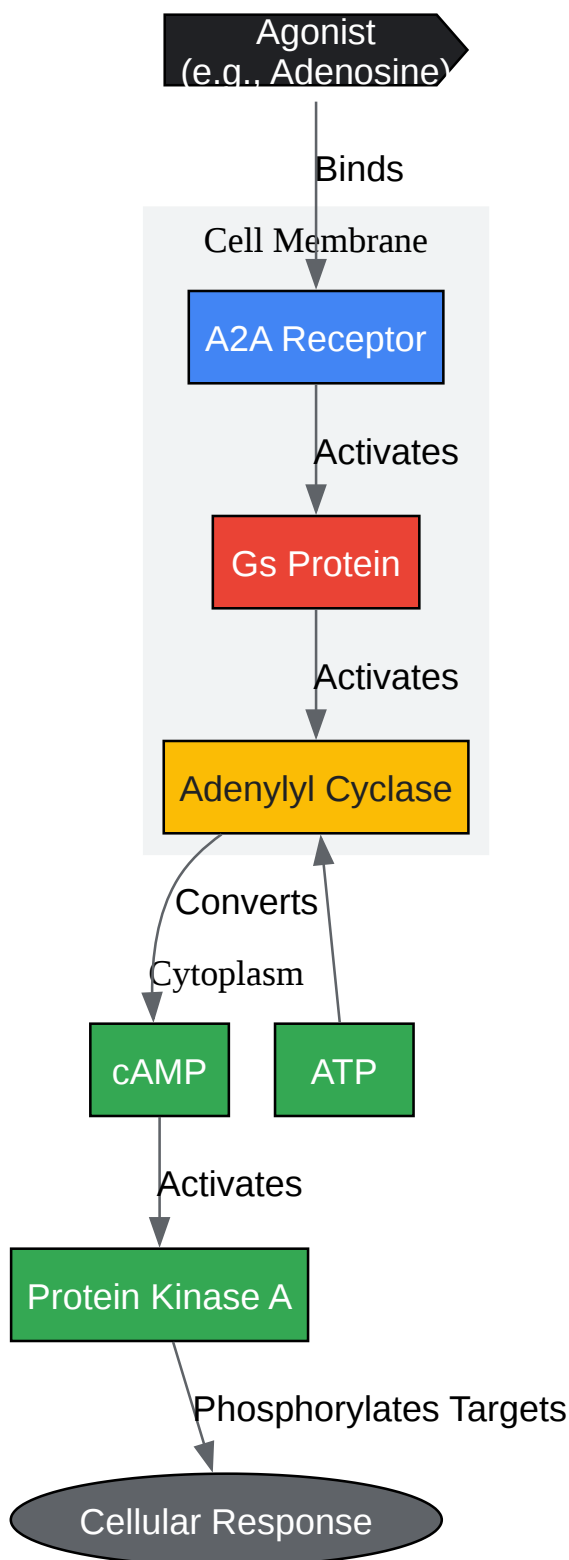 Agonist
(e.g., Adenosine)
Binds
Cell Membrane
A2A Receptor
Activates
Gs Protein
Activates
Adenylyl Cyclase
Converts
Cytoplasm
cAMP
ATP
Activates
Protein Kinase A
Phosphorylates Targets
Cellular Response